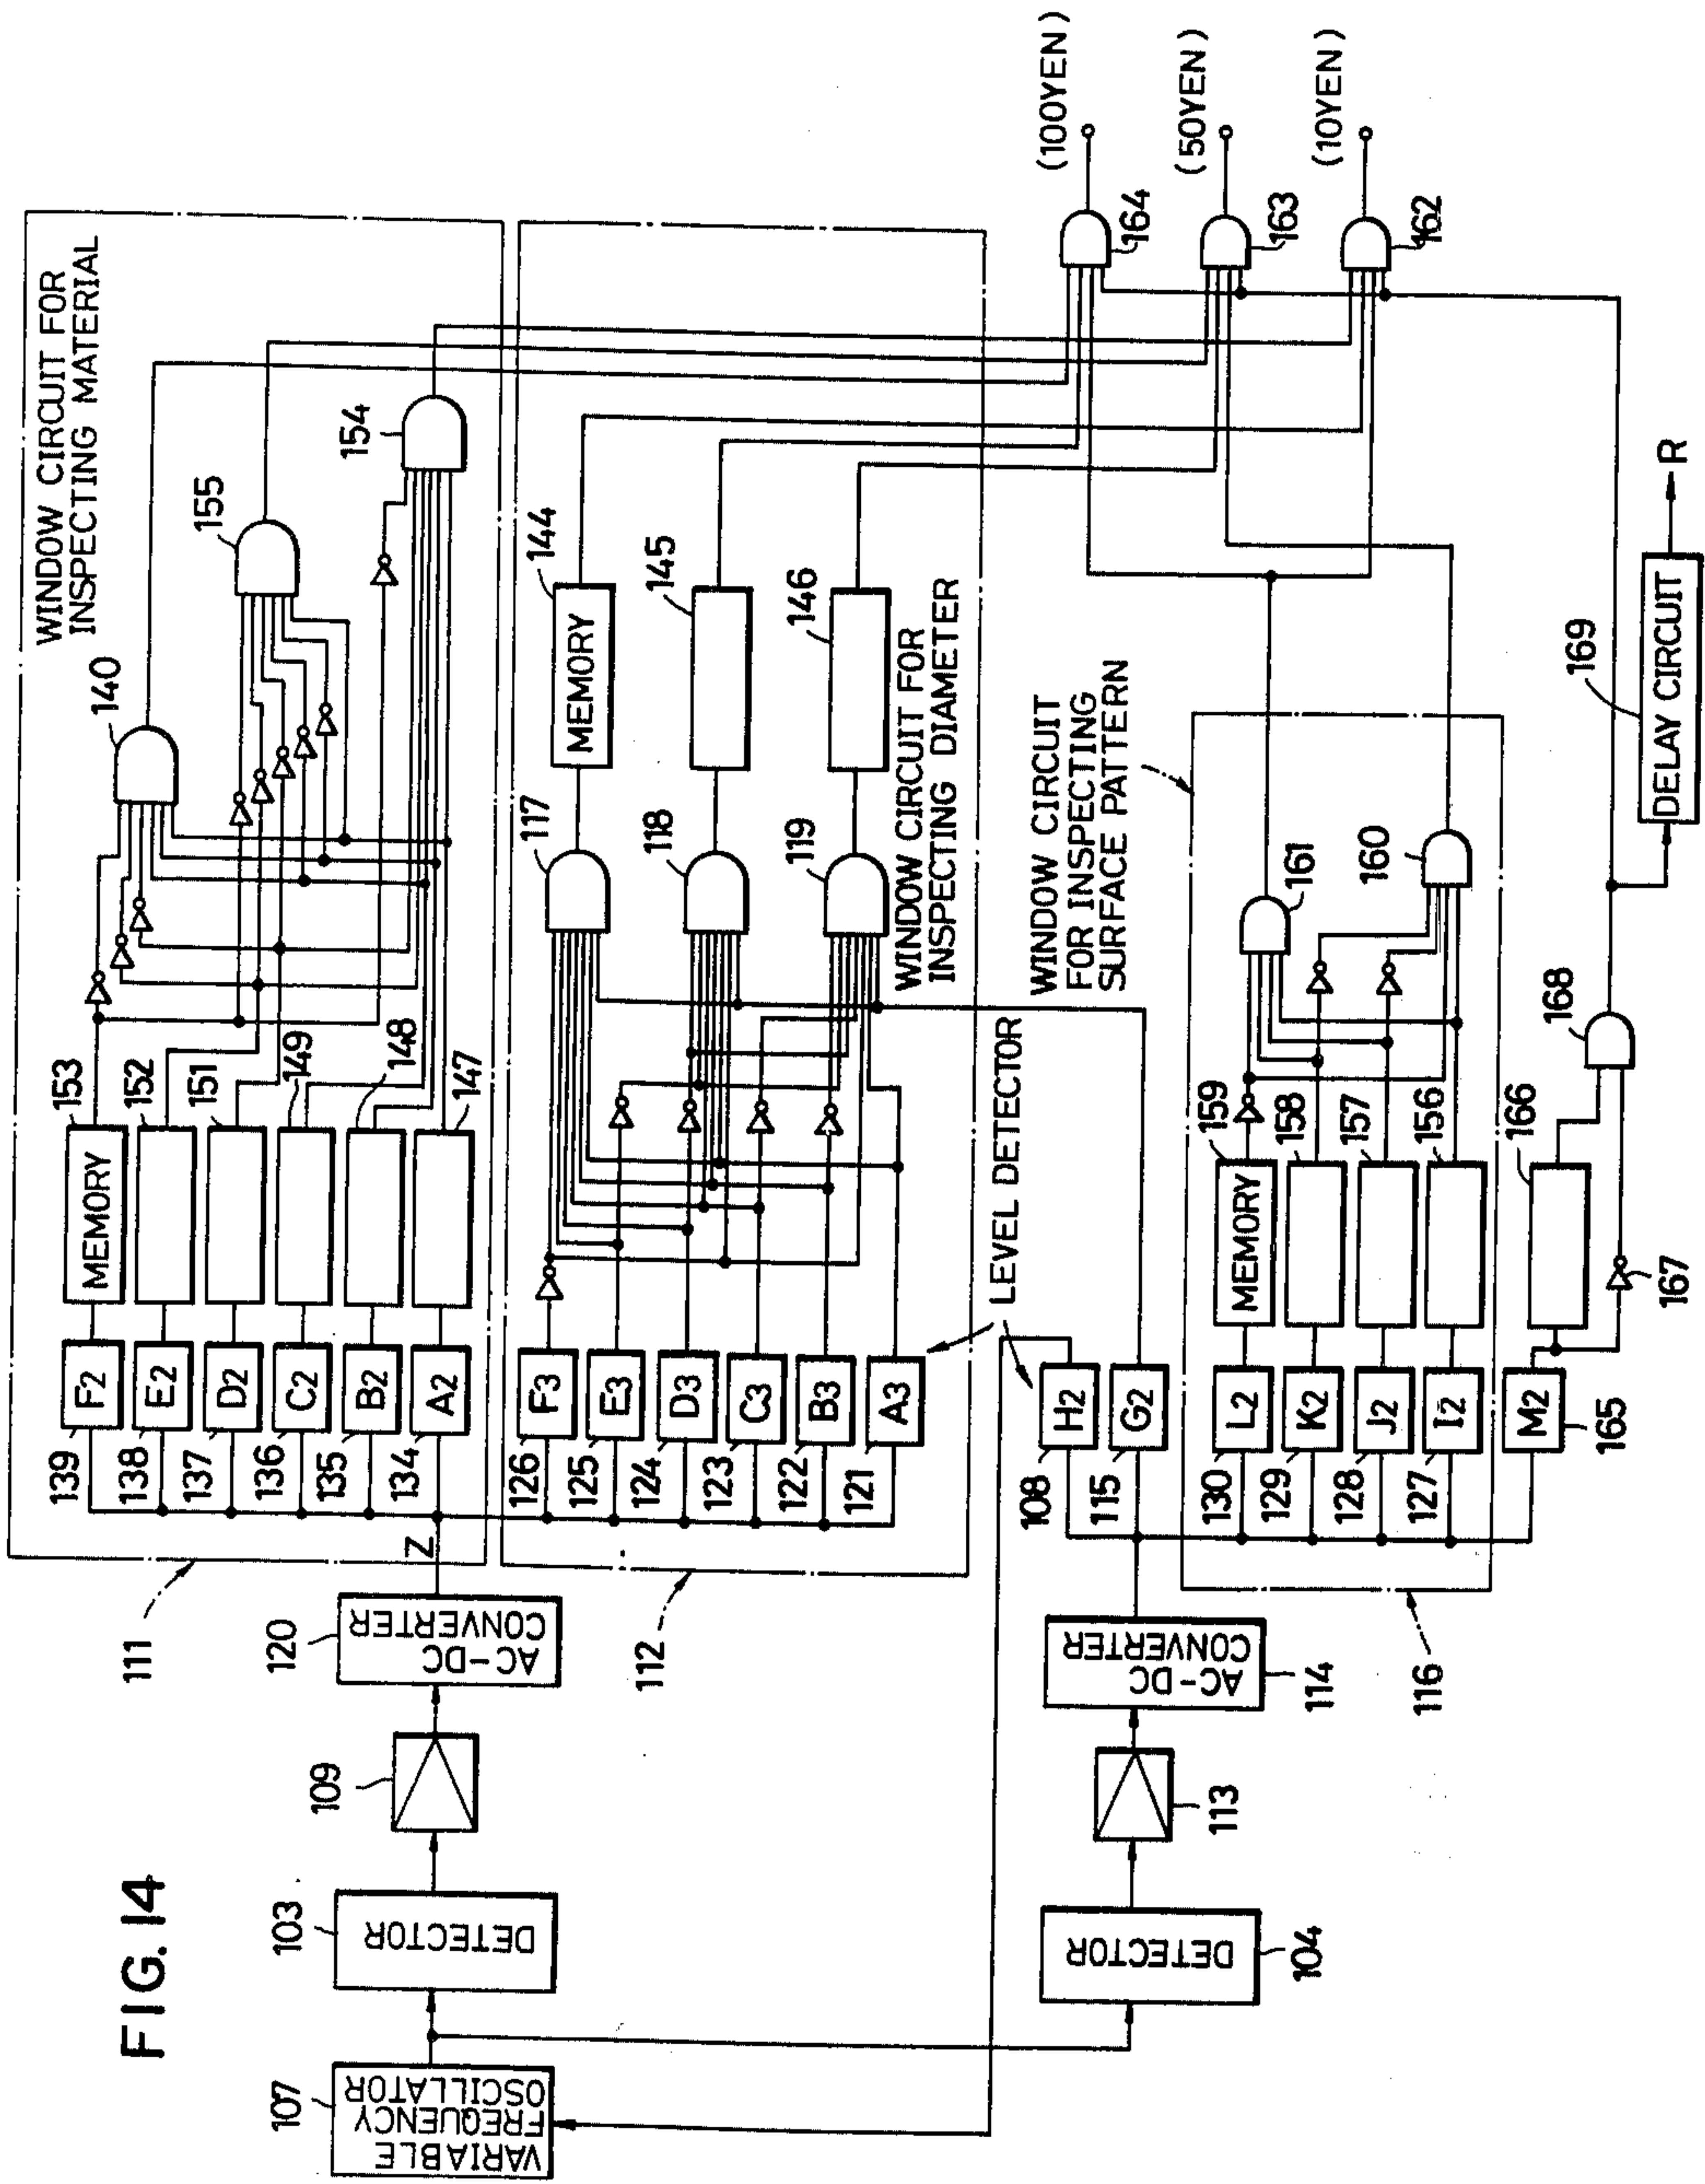 FIG. 14
WINDOW CIRCUIT FOR
INSPECTING MATERIAL
140
155
154
153
152
151
149
148
147
MEMORY
F2
E2
D2
C2
B2
A2
139
138
137
136
135
134
Z
111
WINDOW CIRCUIT FOR
INSPECTING DIAMETER
144
145
146
MEMORY
117
118
119
F3
E3
D3
C3
B3
A3
126
125
124
123
122
121
112
LEVEL DETECTOR
H2
G2
108
115
WINDOW CIRCUIT
FOR INSPECTING
SURFACE PATTERN
161
160
159
158
157
156
MEMORY
L2
K2
J2
I2
130
129
128
127
116
M2
165
166
167
168
169
DELAY CIRCUIT
R
(100YEN)
(50YEN)
(10YEN)
164
163
162
120
AC-DC
CONVERTER
109
103
DETECTOR
107
VARIABLE
FREQUENCY
OSCILLATOR
AC-DC
CONVERTER
114
113
DETECTOR
104